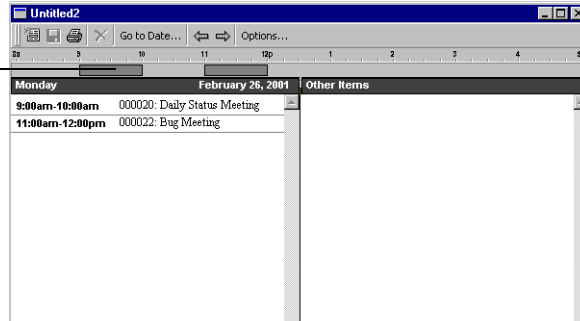 Untitled2
Go to Date... Options...
8a 9 10 11 12p 1 2 3 4
Monday February 26, 2001 Other Items
9:00am-10:00am 000020: Daily Status Meeting
11:00am-12:00pm 000022: Bug Meeting